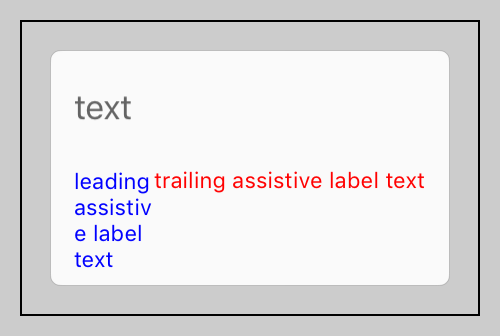 text
leading trailing assistive label text
assistiv
e label
text